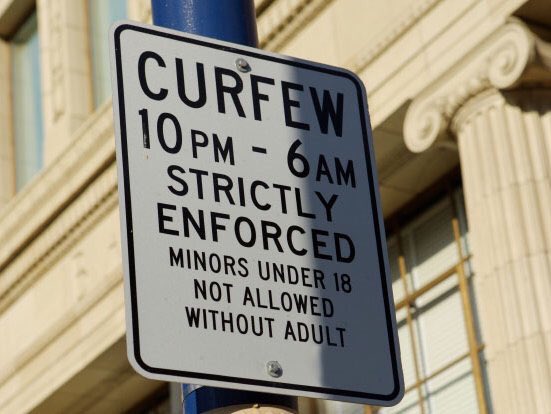 CURFEW
10PM - 6AM
STRICTLY
ENFORCED
MINORS UNDER 18
NOT ALLOWED
WITHOUT ADULT